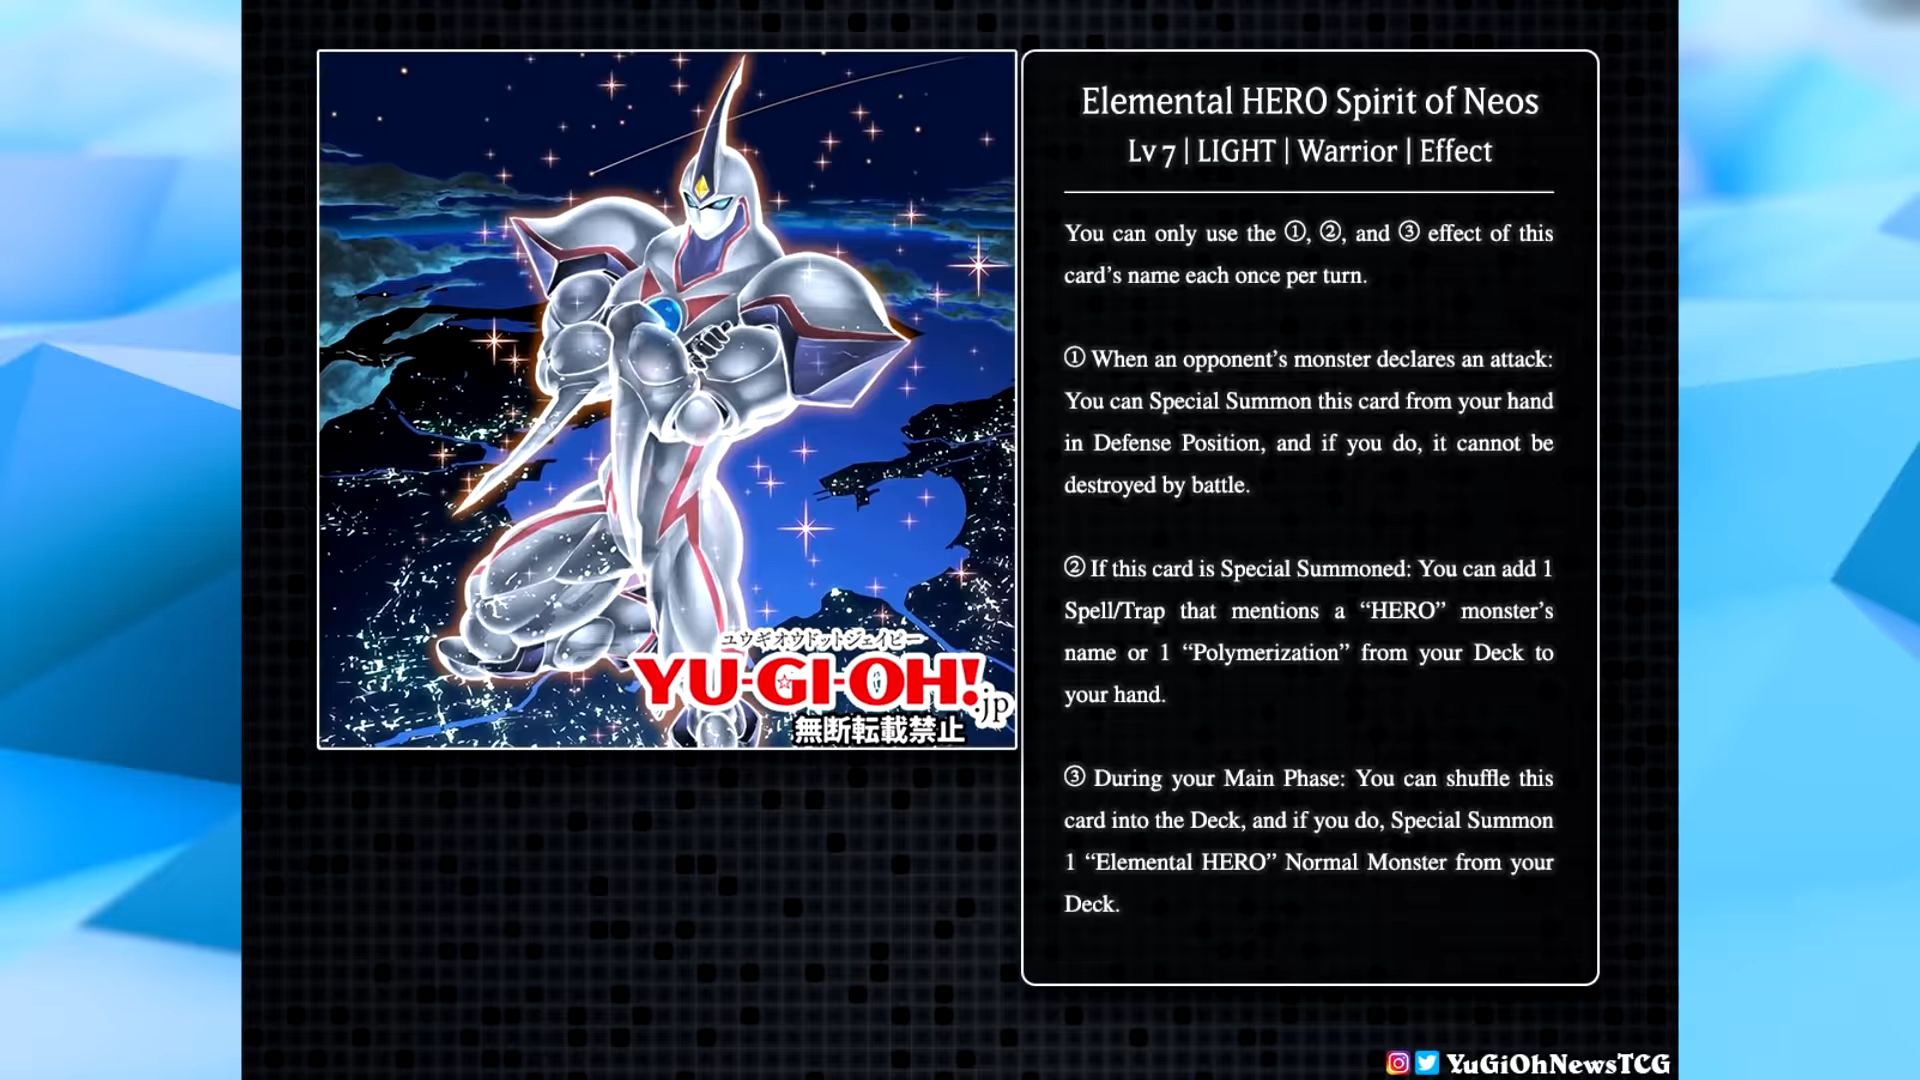 Elemental HERO Spirit of Neos
Lv 7 | LIGHT | Warrior | Effect
You can only use the ①, ②, and ③ effect of this
card’s name each once per turn.
① When an opponent’s monster declares an attack:
You can Special Summon this card from your hand
in Defense Position, and if you do, it cannot be
destroyed by battle.
② If this card is Special Summoned: You can add 1
Spell/Trap that mentions a “HERO” monster’s
name or 1 “Polymerization” from your Deck to
your hand.
③ During your Main Phase: You can shuffle this
card into the Deck, and if you do, Special Summon
1 “Elemental HERO” Normal Monster from your
Deck.
ユウギオウドットジェイピー
YU-GI-OH!
.jp
無断転載禁止
YuGiOhNewsTCG